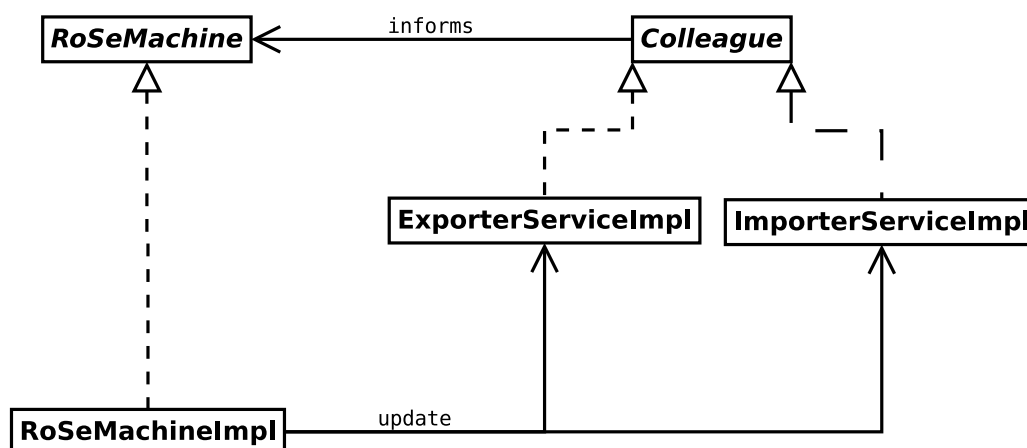 RoSeMachine
informs
Colleague
ExporterServiceImpl
ImporterServiceImpl
RoSeMachineImpl
update